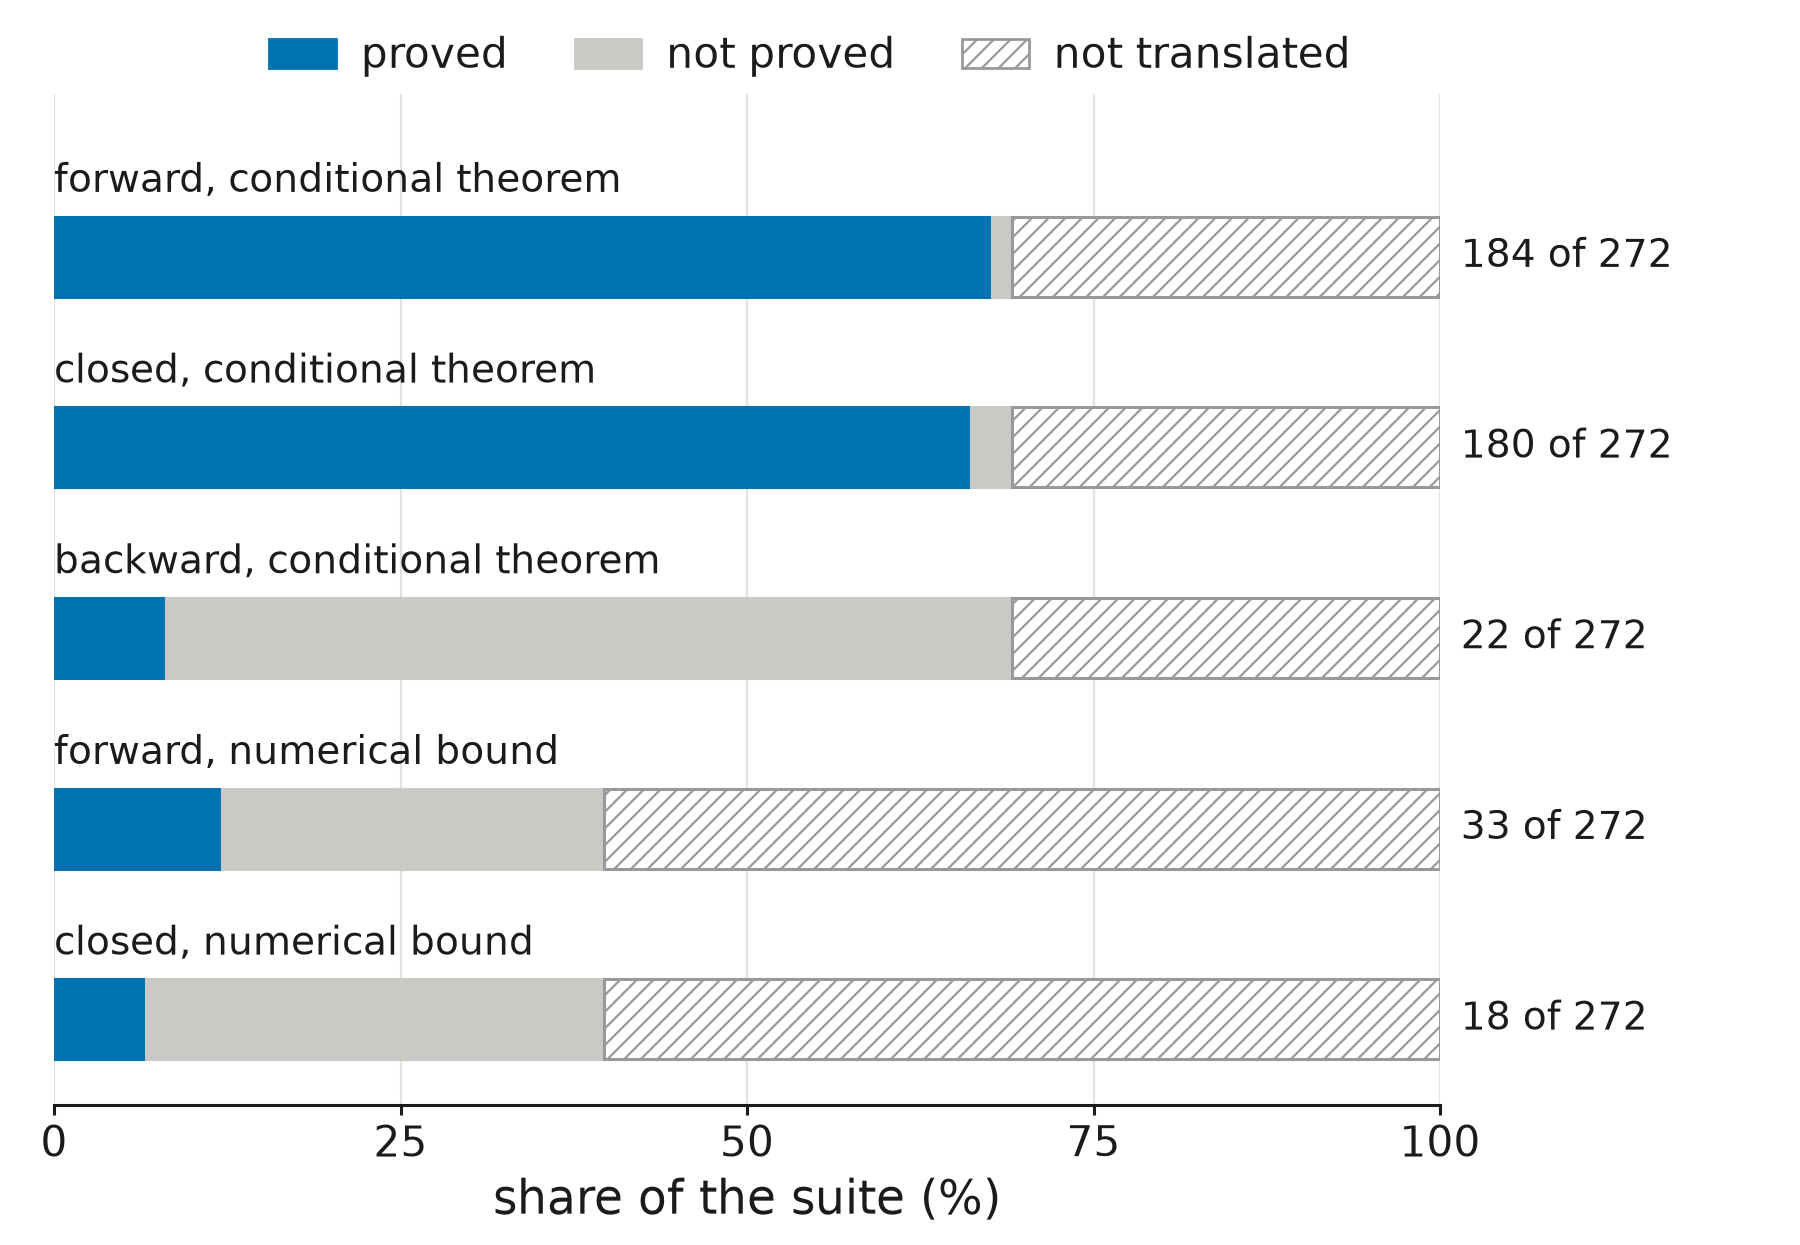 proved not proved not translated
forward, conditional theorem
184 of 272
closed, conditional theorem
180 of 272
backward, conditional theorem
22 of 272
forward, numerical bound
33 of 272
closed, numerical bound
18 of 272
0 25 50 75 100
share of the suite (%)